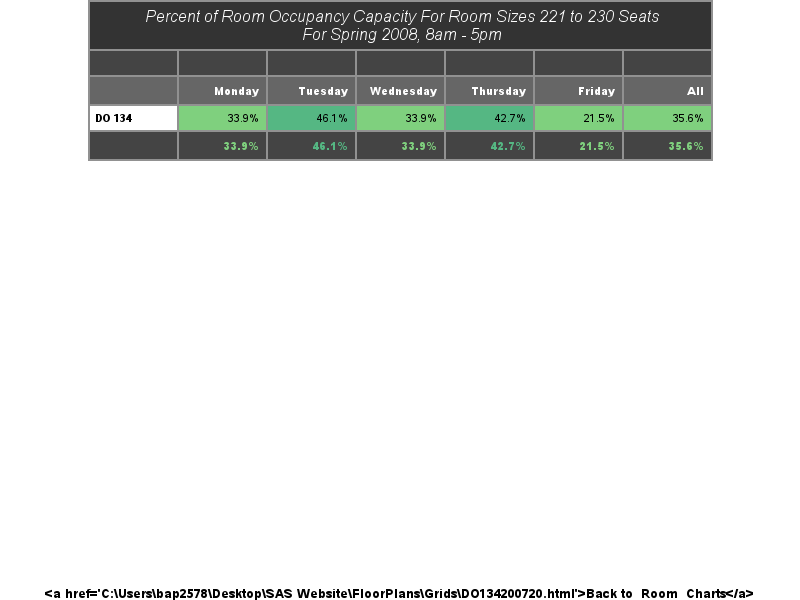 Percent of Room Occupancy Capacity For Room Sizes 221 to 230 Seats
For Spring 2008, 8am - 5pm
Monday Tuesday Wednesday Thursday Friday All
DO 134 33.9% 46.1% 33.9% 42.7% 21.5% 35.6%
33.9% 46.1% 33.9% 42.7% 21.5% 35.6%
<a href='C:\Users\bap2578\Desktop\SAS Website\FloorPlans\Grids\DO134200720.html'>Back to Room Charts</a>